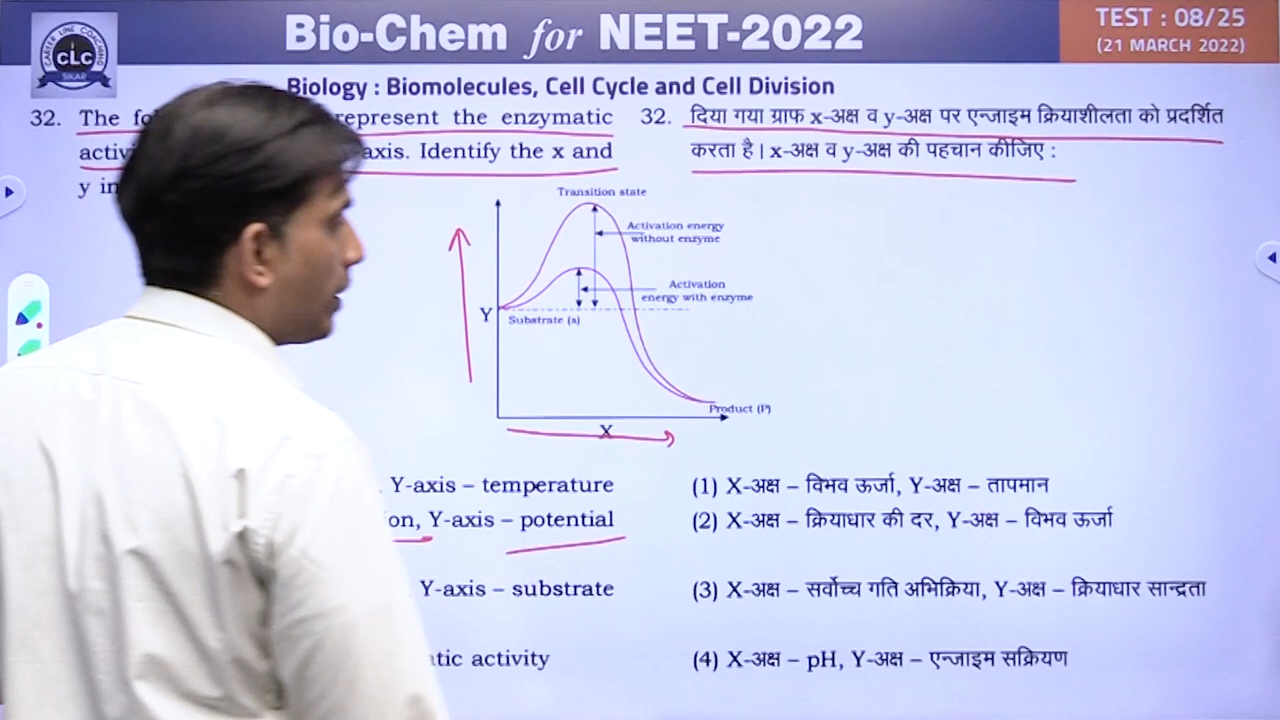 CAREER LINE COACHING
CLC
SIKAR
Bio-Chem for NEET-2022
TEST : 08/25
(21 MARCH 2022)
Biology : Biomolecules, Cell Cycle and Cell Division
32. The represent the enzymatic
axis. Identify the x and
y
32. दिया गया ग्राफ x-अक्ष व y-अक्ष पर एन्जाइम क्रियाशीलता को प्रदर्शित
करता है। x-अक्ष व y-अक्ष की पहचान कीजिए :
Transition state
Activation energy
without enzyme
Activation
energy with enzyme
Y
Substrate (s)
Product (P)
X
, Y-axis – temperature
on, Y-axis – potential
Y-axis – substrate
activity
(1) X-अक्ष – विभव ऊर्जा, Y-अक्ष – तापमान
(2) X-अक्ष – क्रियाधार की दर, Y-अक्ष – विभव ऊर्जा
(3) X-अक्ष – सर्वोच्च गति अभिक्रिया, Y-अक्ष – क्रियाधार सान्द्रता
(4) X-अक्ष – pH, Y-अक्ष – एन्जाइम सक्रियण